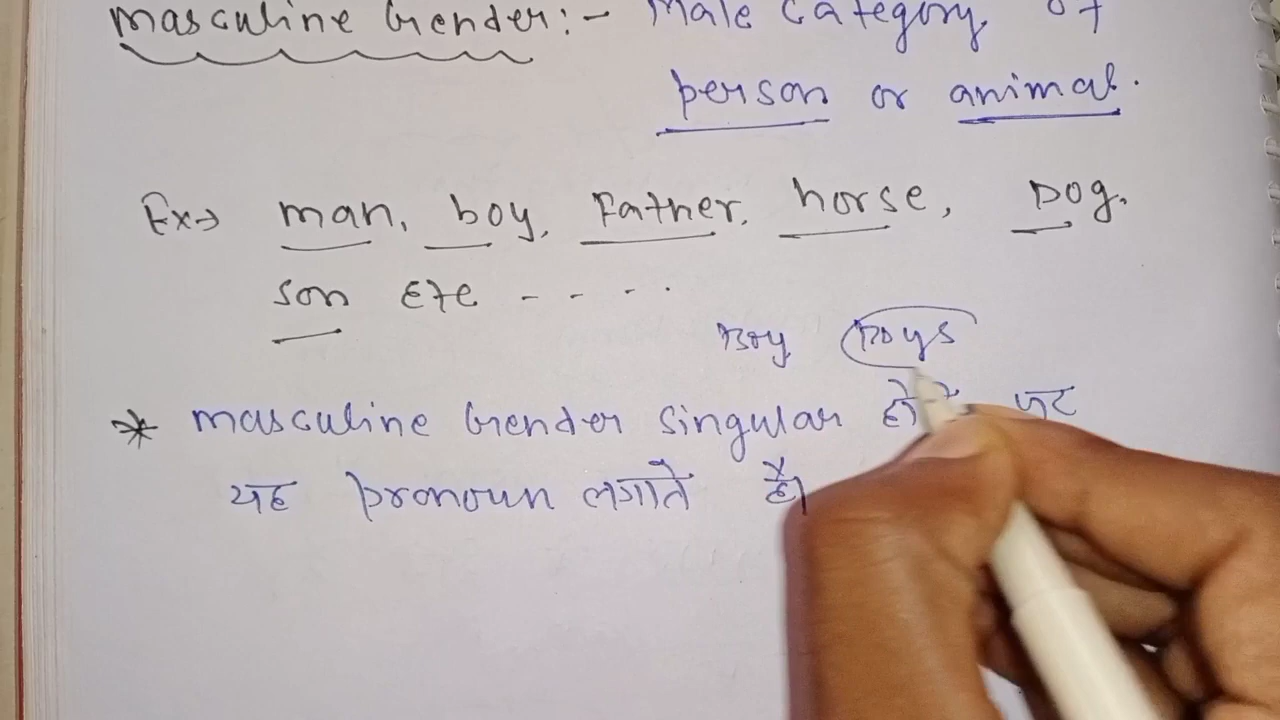 Masculine Gender:- Male Category of
person or animal.
Ex→ man, boy, Father, horse, Dog.
son etc - - - -
Boy Boys
* masculine Gender singular होने पर
यह pronoun लगाते है।